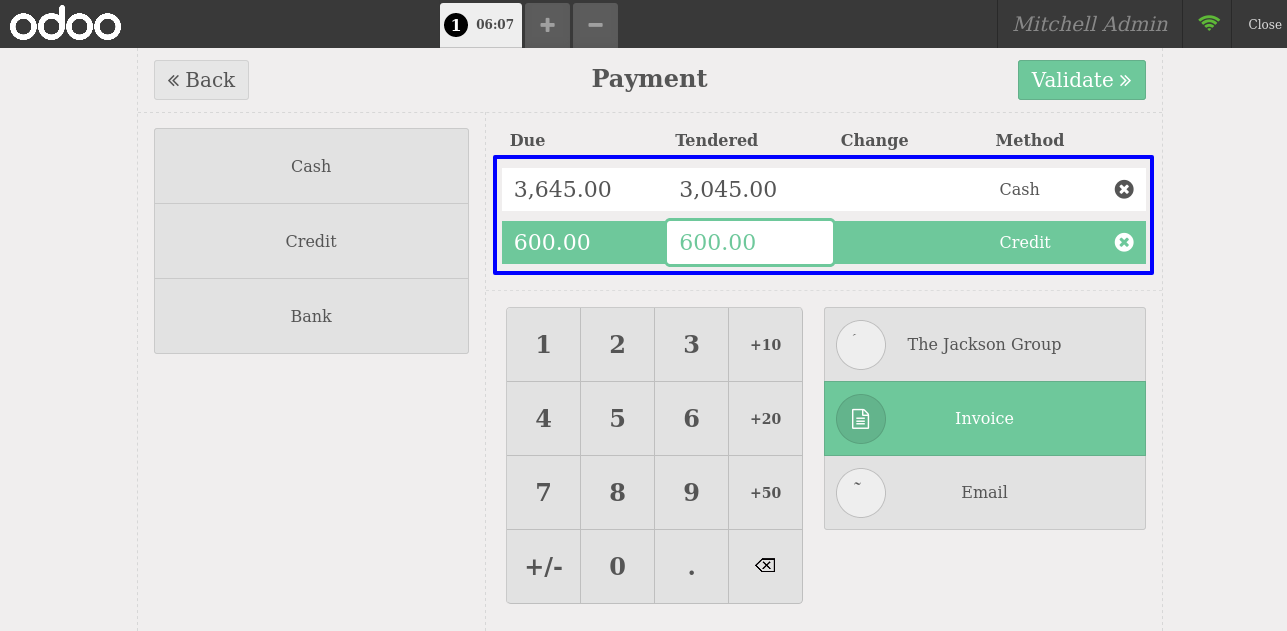 odoo
1 06:07 + −
Mitchell Admin
Close
« Back
Payment
Validate »
Cash
Credit
Bank
Due Tendered Change Method
3,645.00 3,045.00 Cash
600.00 600.00 Credit
1 2 3 +10
4 5 6 +20
7 8 9 +50
+/- 0 .
The Jackson Group
Invoice
Email